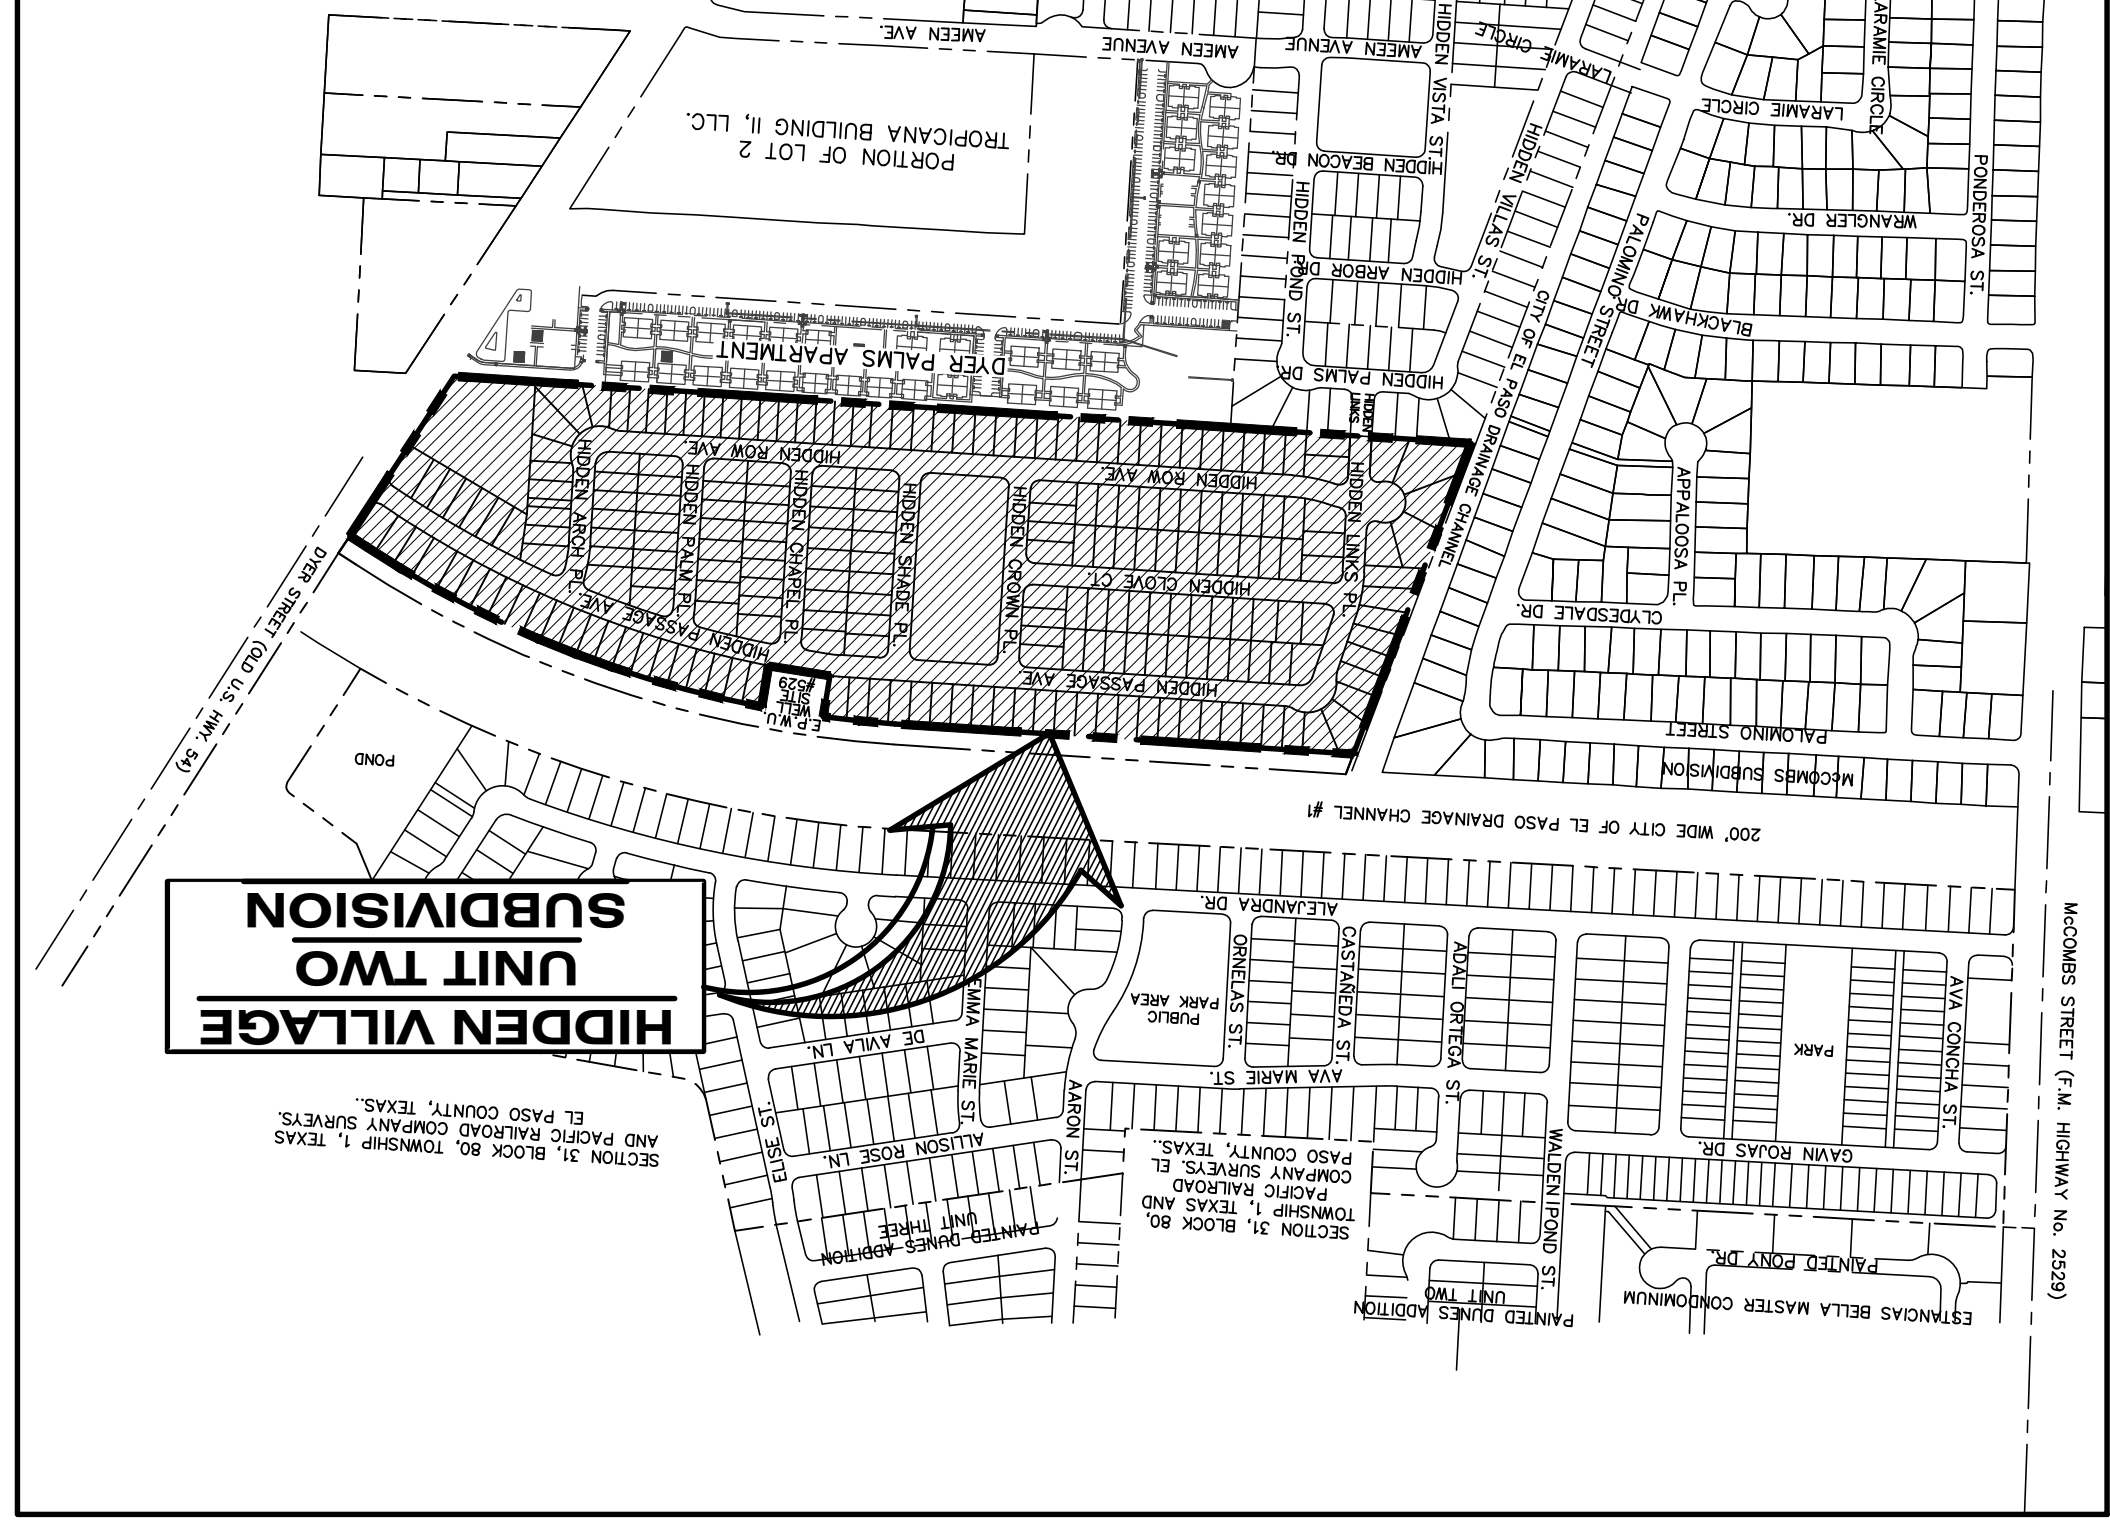 HIDDEN VILLAGE
UNIT TWO
SUBDIVISION
SECTION 31, BLOCK 80, TOWNSHIP 1, TEXAS
AND PACIFIC RAILROAD COMPANY SURVEYS.
EL PASO COUNTY, TEXAS..
SECTION 31, BLOCK 80,
TOWNSHIP 1, TEXAS AND
PACIFIC RAILROAD
COMPANY SURVEYS. EL
PASO COUNTY, TEXAS..
ESTANCIAS BELLA MASTER CONDOMINUM
PAINTED PONY DR.
PAINTED DUNES ADDITION
UNIT TWO
PAINTED DUNES ADDITION
UNIT THREE
McCOMBS STREET (F.M. HIGHWAY No. 2529)
GAVIN ROJAS DR.
WALDEN POND ST.
AVA CONCHA ST.
PARK
ADALI ORTEGA ST.
CASTAÑEDA ST.
ORNELAS ST.
AVA MARIE ST.
PUBLIC
PARK AREA
AARON ST.
ALLISON ROSE LN.
EMMA MARIE ST.
DE AVILA LN.
ELISE ST.
ALEJANDRA DR.
POND
200' WIDE CITY OF EL PASO DRAINAGE CHANNEL #1
DYER STREET (OLD U.S. HWY. 54)
McCOMBS SUBDIVISION
PALOMINO STREET
CLYDESDALE DR.
APPALOOSA PL.
E.P.W.U.
WELL
SITE
#529
HIDDEN PASSAGE AVE.
HIDDEN PASSAGE AVE.
HIDDEN CLOVE CT.
HIDDEN LINKS PL.
HIDDEN CROWN PL.
HIDDEN SHADE PL.
HIDDEN CHAPEL PL.
HIDDEN PALM PL.
HIDDEN ARCH PL.
HIDDEN ROW AVE.
HIDDEN ROW AVE.
HIDDEN
LINKS
CITY OF EL PASO DRAINAGE CHANNEL
DYER PALMS APARTMENT
HIDDEN PALMS DR.
HIDDEN ARBOR DR.
HIDDEN POND ST.
HIDDEN BEACON DR.
HIDDEN VISTA ST.
HIDDEN VILLAS ST.
PALOMINO STREET
BLACKHAWK DR.
WRANGLER DR.
PONDEROSA ST.
LARAMIE CIRCLE
LARAMIE CIRCLE
LARAMIE CIRCLE
PORTION OF LOT 2
TROPICANA BUILDING II, LLC.
AMEEN AVENUE
AMEEN AVENUE
AMEEN AVE.